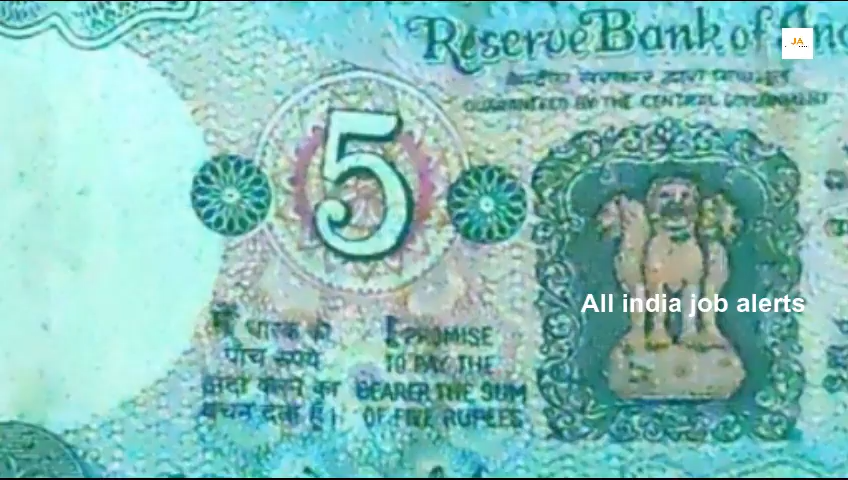 Reserve Bank of
GUARANTEED BY THE CENTRAL GOVERNMENT
5
All india job alerts
मैं धारक को
पाँच रुपये
अदा करने का
वचन देता हूँ।
I PROMISE
TO PAY THE
BEARER THE SUM
OF FIVE RUPEES
JA